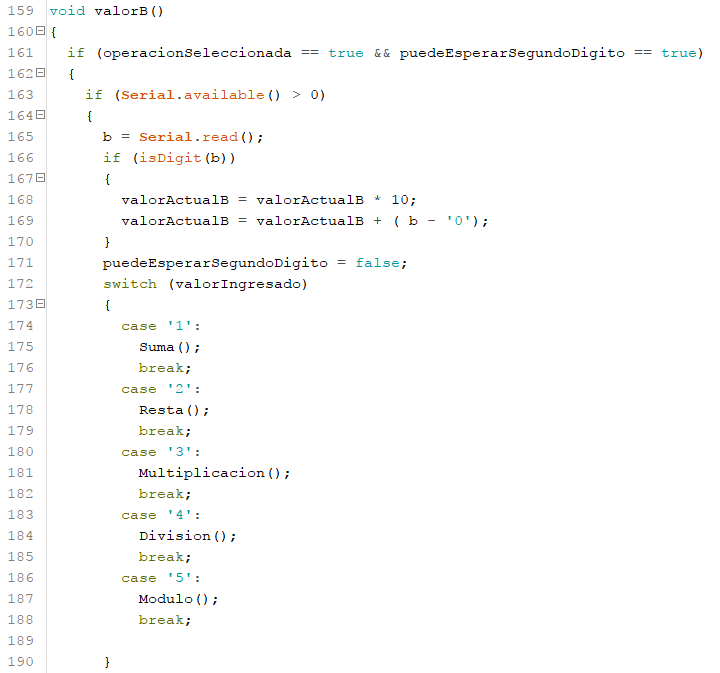 159 void valorB()
160 {
161 if (operacionSeleccionada == true && puedeEsperarSegundoDigito == true)
162 {
163 if (Serial.available() > 0)
164 {
165 b = Serial.read();
166 if (isDigit(b))
167 {
168 valorActualB = valorActualB * 10;
169 valorActualB = valorActualB + ( b - '0');
170 }
171 puedeEsperarSegundoDigito = false;
172 switch (valorIngresado)
173 {
174 case '1':
175 Suma();
176 break;
177 case '2':
178 Resta();
179 break;
180 case '3':
181 Multiplicacion();
182 break;
183 case '4':
184 Division();
185 break;
186 case '5':
187 Modulo();
188 break;
189
190 }